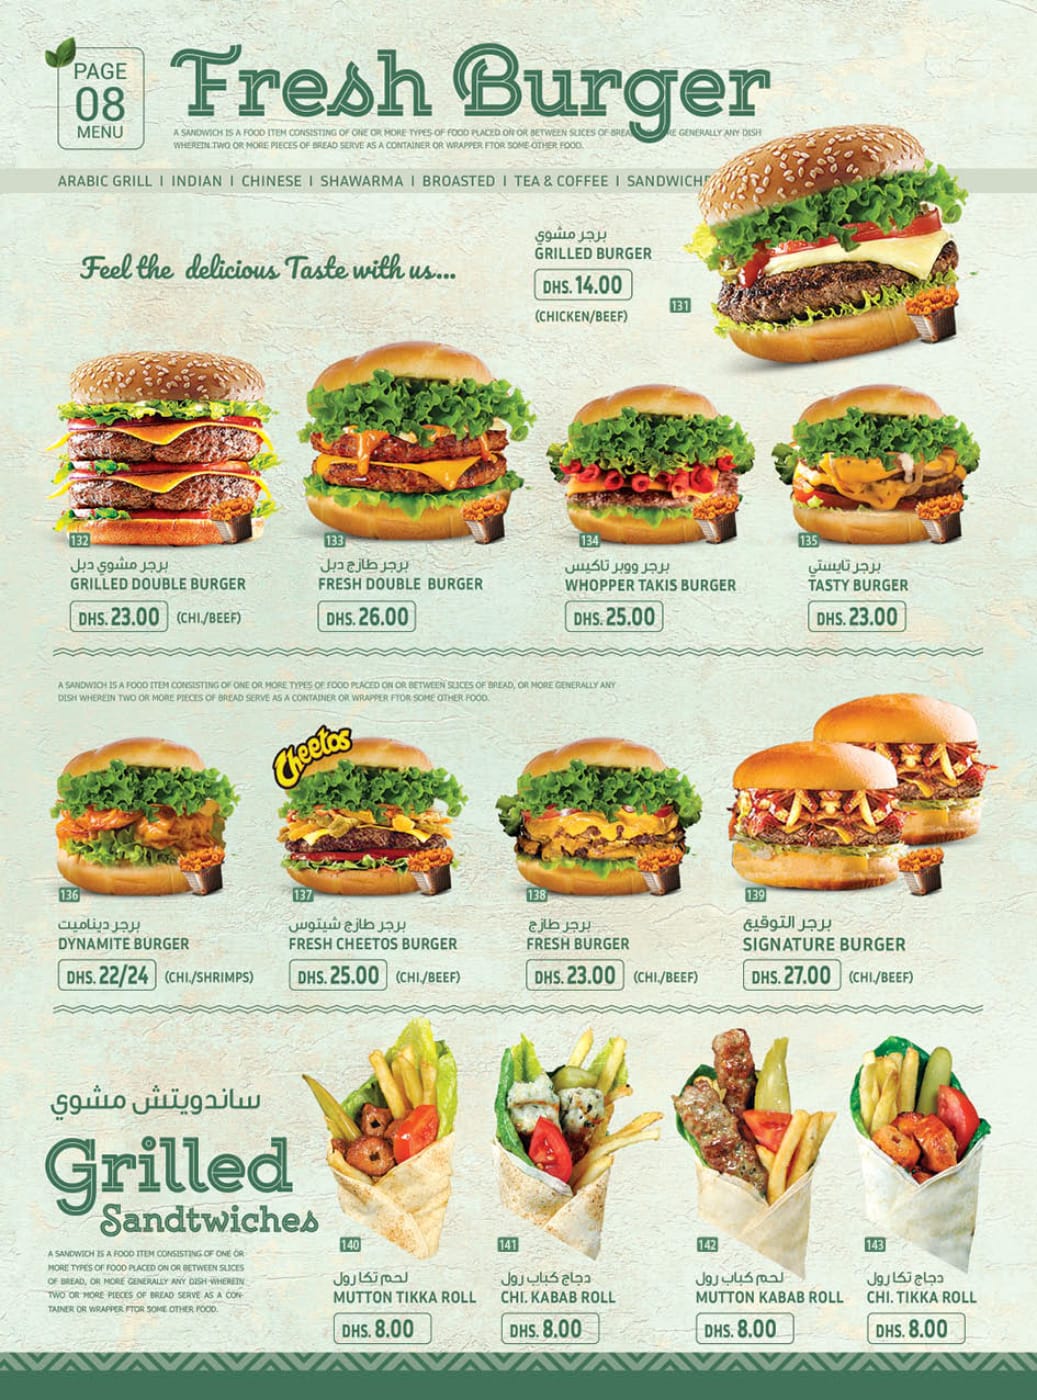 PAGE
08
MENU
Fresh Burger
A SANDWICH IS A FOOD ITEM CONSISTING OF ONE OR MORE TYPES OF FOOD PLACED ON OR BETWEEN SLICES OF GENERALLY ANY DISH
WHEREIN TWO OR MORE PIECES OF BREAD SERVE AS A CONTAINER OR WRAPPER FTOR SOME OTHER FOOD.
ARABIC GRILL I INDIAN I CHINESE I SHAWARMA I BROASTED I TEA & COFFEE I SANDWICH
Feel the delicious Taste with us...
برجر مشوي
GRILLED BURGER
DHS. 14.00
(CHICKEN/BEEF)
131
132
برجر مشوي دبل
GRILLED DOUBLE BURGER
DHS. 23.00 (CHI./BEEF)
133
برجر طازج دبل
FRESH DOUBLE BURGER
DHS. 26.00
134
برجر ووبر تاكيس
WHOPPER TAKIS BURGER
DHS. 25.00
135
برجر تايستي
TASTY BURGER
DHS. 23.00
A SANDWICH IS A FOOD ITEM CONSISTING OF ONE OR MORE TYPES OF FOOD PLACED ON OR BETWEEN SLICES OF BREAD, OR MORE GENERALLY ANY
DISH WHEREIN TWO OR MORE PIECES OF BREAD SERVE AS A CONTAINER OR WRAPPER FTOR SOME OTHER FOOD.
136
برجر ديناميت
DYNAMITE BURGER
DHS. 22/24 (CHI./SHRIMPS)
Cheetos
137
برجر طازج شيتوس
FRESH CHEETOS BURGER
DHS. 25.00 (CHI./BEEF)
138
برجر طازج
FRESH BURGER
DHS. 23.00 (CHI./BEEF)
139
برجر التوقيع
SIGNATURE BURGER
DHS. 27.00 (CHI./BEEF)
ساندويتش مشوي
Grilled
Sandtwiches
A SANDWICH IS A FOOD ITEM CONSISTING OF ONE OR
MORE TYPES OF FOOD PLACED ON OR BETWEEN SLICES
OF BREAD, OR MORE GENERALLY ANY DISH WHEREIN
TWO OR MORE PIECES OF BREAD SERVE AS A CON-
TAINER OR WRAPPER FTOR SOME OTHER FOOD.
140
لحم تكا رول
MUTTON TIKKA ROLL
DHS. 8.00
141
دجاج كباب رول
CHI. KABAB ROLL
DHS. 8.00
142
لحم كباب رول
MUTTON KABAB ROLL
DHS. 8.00
143
دجاج تكا رول
CHI. TIKKA ROLL
DHS. 8.00